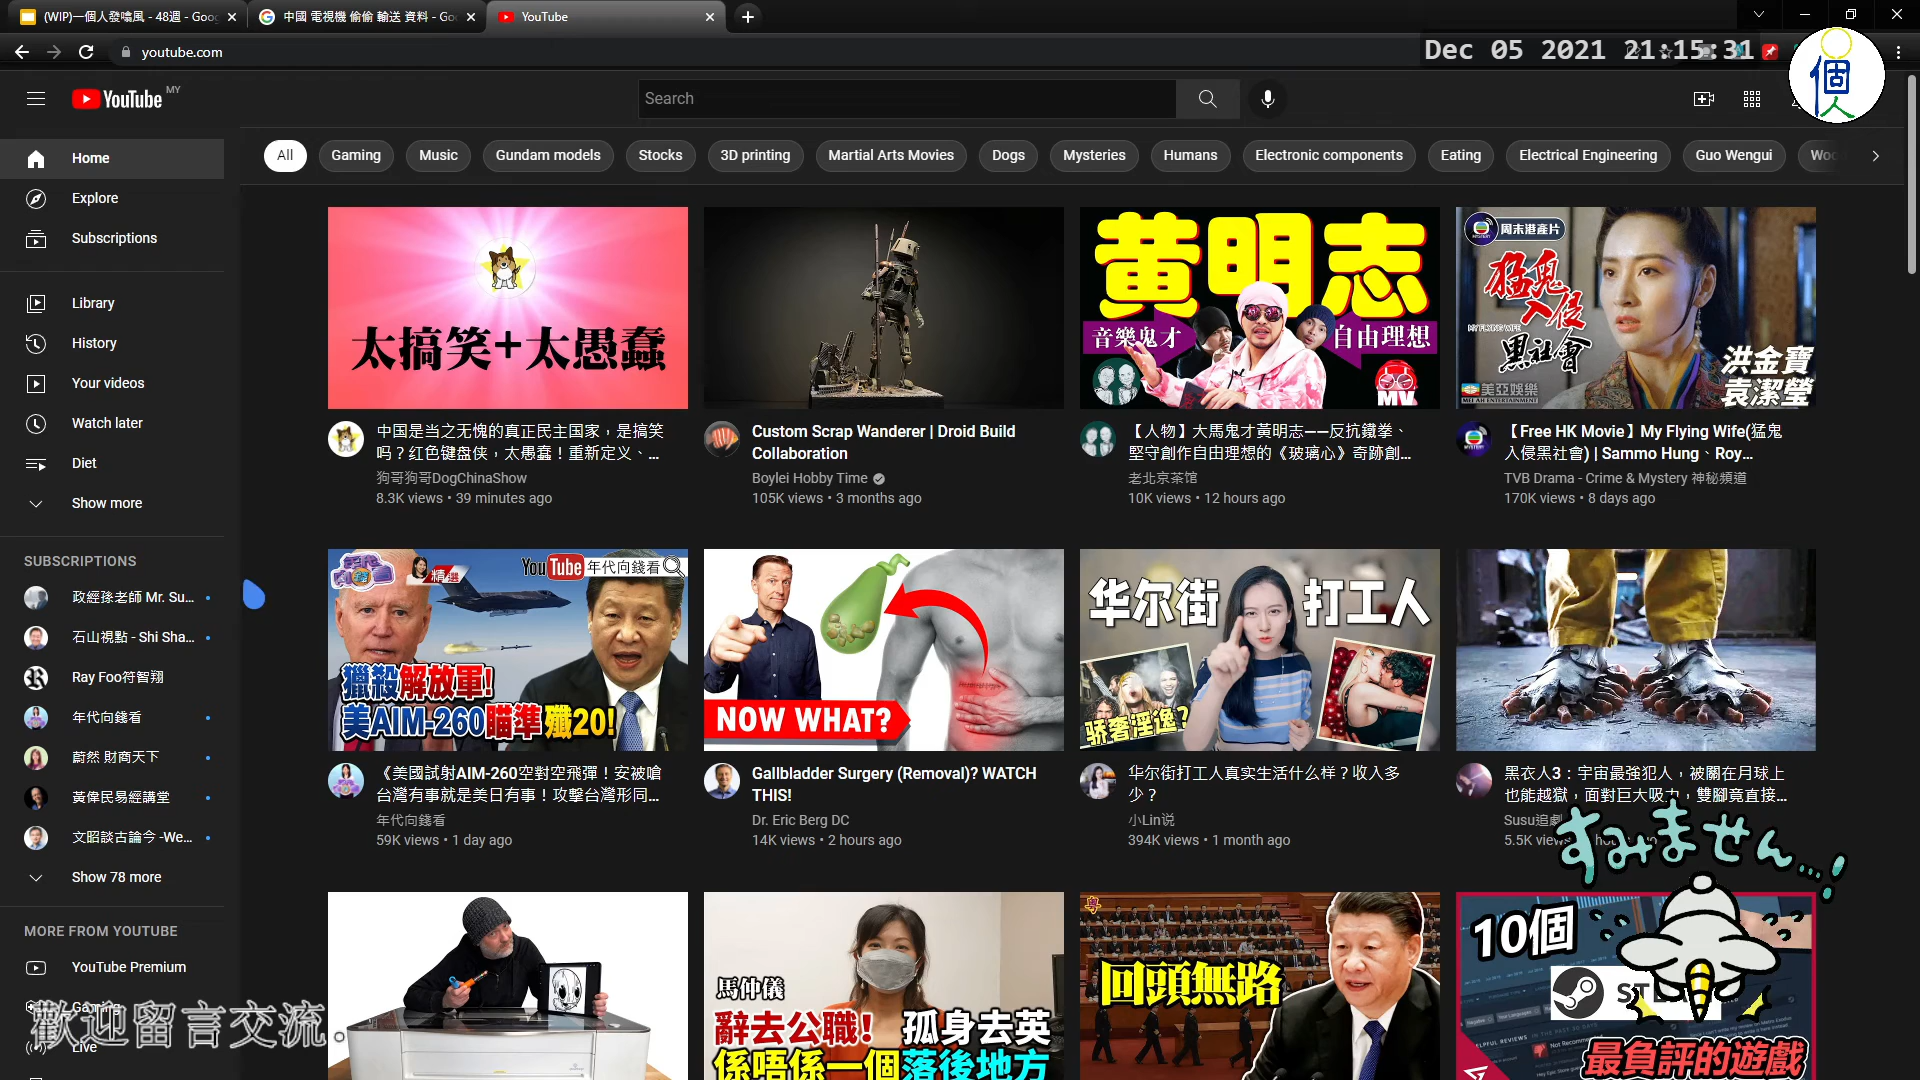 (WIP)一個人發噏風 - 48週 - Goog
中國 電視機 偷偷 輸送 資料 - Go
YouTube
youtube.com
Dec 05 2021 21:15:31
個人
YouTube MY
Search
Home
Explore
Subscriptions
Library
History
Your videos
Watch later
Diet
Show more
SUBSCRIPTIONS
政經孫老師 Mr. Su...
石山視點 - Shi Sha...
Ray Foo符智翔
年代向錢看
蔚然 財商天下
黃偉民易經講堂
文昭談古論今 -We...
Show 78 more
MORE FROM YOUTUBE
YouTube Premium
Gaming
Live
歡迎留言交流。
All
Gaming
Music
Gundam models
Stocks
3D printing
Martial Arts Movies
Dogs
Mysteries
Humans
Electronic components
Eating
Electrical Engineering
Guo Wengui
太搞笑+太愚蠢
中国是当之无愧的真正民主国家，是搞笑
吗？红色键盘侠，太愚蠢！重新定义、...
狗哥狗哥DogChinaShow
8.3K views • 39 minutes ago
Custom Scrap Wanderer | Droid Build
Collaboration
Boylei Hobby Time
105K views • 3 months ago
黃明志
音樂鬼才
自由理想
MV
【人物】大馬鬼才黃明志——反抗鐵拳、
堅守創作自由理想的《玻璃心》奇跡創...
老北京茶馆
10K views • 12 hours ago
周末港產片
猛鬼
入侵
MY FLYING WIFE
黑社會
美亞娛樂
洪金寶
袁潔瑩
【Free HK Movie】My Flying Wife(猛鬼
入侵黑社會) | Sammo Hung、Roy...
TVB Drama - Crime & Mystery 神秘頻道
170K views • 8 days ago
精選
YouTube 年代向錢看
獵殺解放軍!
美AIM-260瞄準殲20!
《美國試射AIM-260空對空飛彈！安被嗆
台灣有事就是美日有事！攻擊台灣形同...
年代向錢看
59K views • 1 day ago
NOW WHAT?
Gallbladder Surgery (Removal)? WATCH
THIS!
Dr. Eric Berg DC
14K views • 2 hours ago
华尔街 打工人
骄奢淫逸?
华尔街打工人真实生活什么样？收入多
少？
小Lin说
394K views • 1 month ago
黑衣人3：宇宙最強犯人，被關在月球上
也能越獄，面對巨大吸力，雙腳竟直接...
Susu追劇
5.5K views
すみません...!
馬仲儀
辭去公職! 孤身去英
係唔係一個落後地方
粵
回頭無路
10個
最負評的遊戲